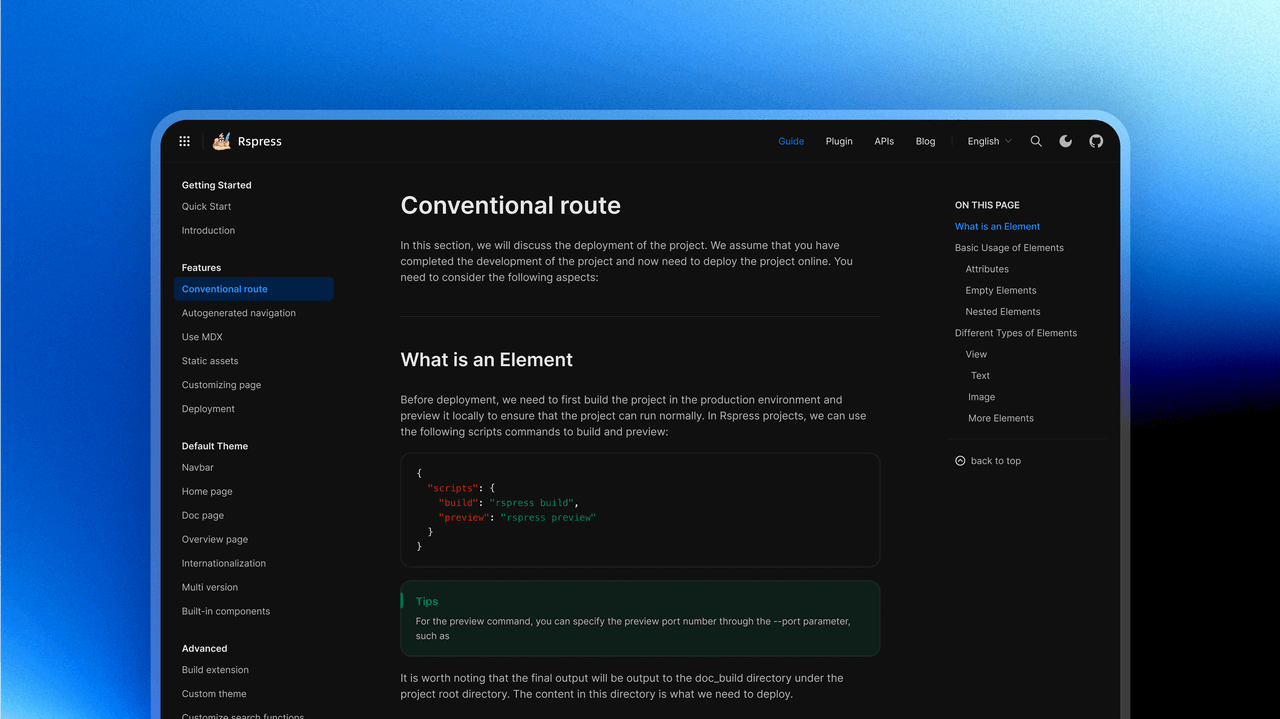 Rspress
Guide
Plugin
APIs
Blog
English
Getting Started
Quick Start
Introduction
Features
Conventional route
Autogenerated navigation
Use MDX
Static assets
Customizing page
Deployment
Default Theme
Navbar
Home page
Doc page
Overview page
Internationalization
Multi version
Built-in components
Advanced
Build extension
Custom theme
Customize search functions
Conventional route
In this section, we will discuss the deployment of the project. We assume that you have
completed the development of the project and now need to deploy the project online. You
need to consider the following aspects:
What is an Element
Before deployment, we need to first build the project in the production environment and
preview it locally to ensure that the project can run normally. In Rspress projects, we can use
the following scripts commands to build and preview:
{
"scripts": {
"build": "rspress build",
"preview": "rspress preview"
}
}
Tips
For the preview command, you can specify the preview port number through the --port parameter,
such as
It is worth noting that the final output will be output to the doc_build directory under the
project root directory. The content in this directory is what we need to deploy.
ON THIS PAGE
What is an Element
Basic Usage of Elements
Attributes
Empty Elements
Nested Elements
Different Types of Elements
View
Text
Image
More Elements
back to top